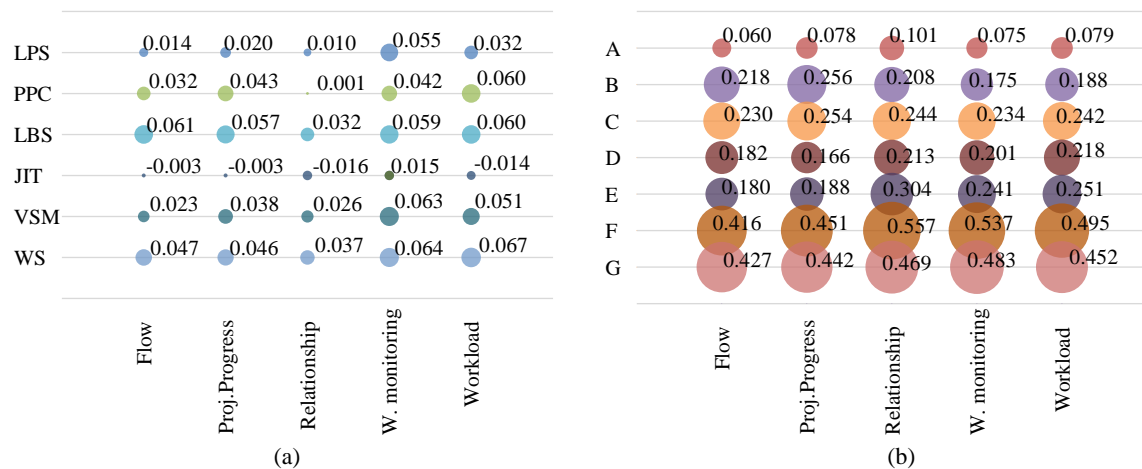 LPS 0.014 0.020 0.010 0.055 0.032
PPC 0.032 0.043 0.001 0.042 0.060
LBS 0.061 0.057 0.032 0.059 0.060
JIT -0.003 -0.003 -0.016 0.015 -0.014
VSM 0.023 0.038 0.026 0.063 0.051
WS 0.047 0.046 0.037 0.064 0.067
Flow
Proj.Progress
Relationship
W. monitoring
Workload
(a)
A 0.060 0.078 0.101 0.075 0.079
B 0.218 0.256 0.208 0.175 0.188
C 0.230 0.254 0.244 0.234 0.242
D 0.182 0.166 0.213 0.201 0.218
E 0.180 0.188 0.304 0.241 0.251
F 0.416 0.451 0.557 0.537 0.495
G 0.427 0.442 0.469 0.483 0.452
Flow
Proj.Progress
Relationship
W. monitoring
Workload
(b)